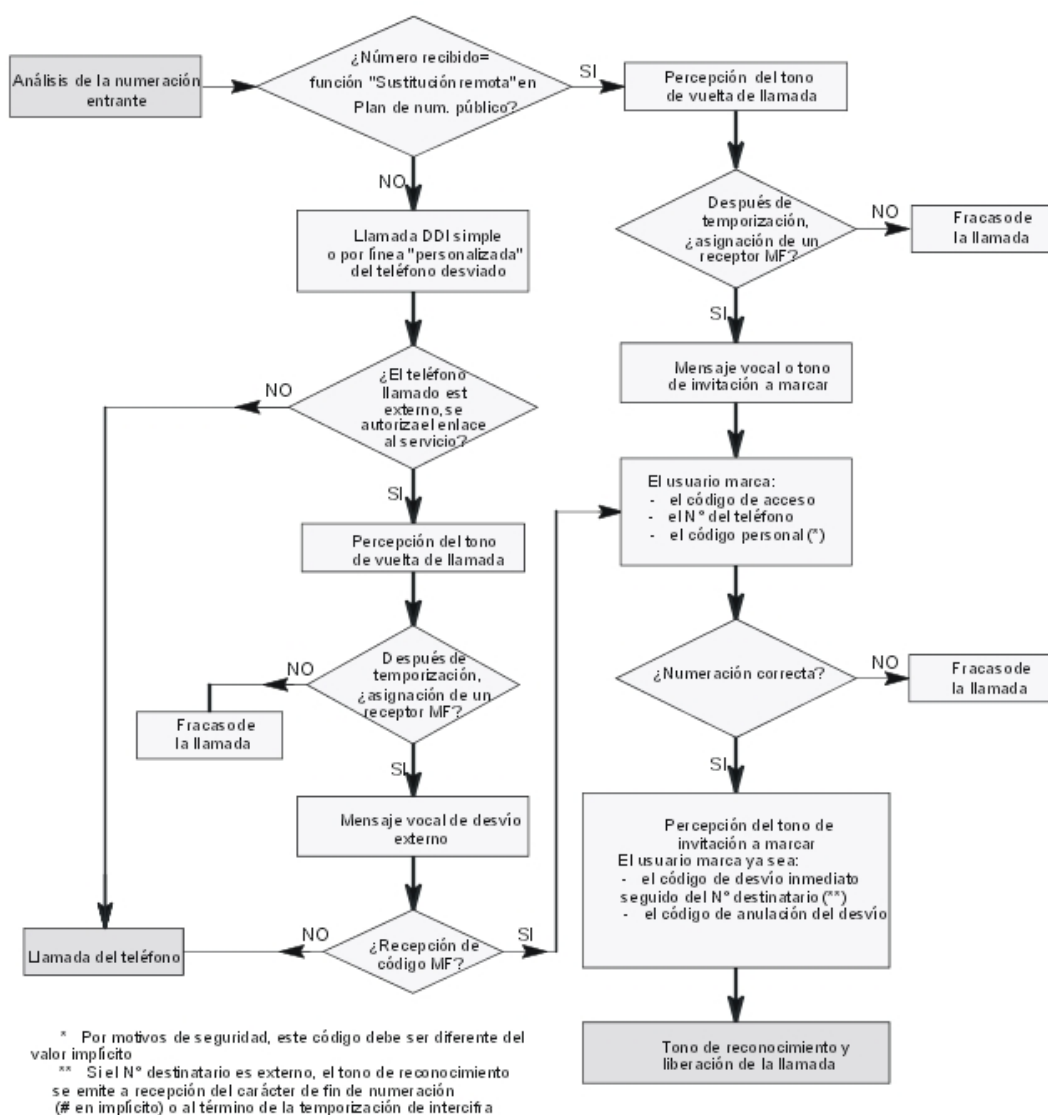 Análisis de la numeración
entrante
¿Número recibido=
función "Sustitución remota" en
Plan de num. público?
SI
Percepción del tono
de vuelta de llamada
NO
Llamada DDI simple
o por línea "personalizada"
del teléfono desviado
Después de
temporización,
¿asignación de un
receptor MF?
NO
Fracaso de
la llamada
SI
Mensaje vocal o tono
de invitación a marcar
¿El teléfono
llamado est
externo, se
autoriza el enlace
al servicio?
NO
SI
El usuario marca:
- el código de acceso
- el N° del teléfono
- el código personal (*)
Percepción del tono
de vuelta de llamada
Después de
temporización,
¿asignación de un
receptor MF?
NO
Fracaso de
la llamada
SI
¿Numeración correcta?
NO
Fracaso de
la llamada
SI
Mensaje vocal de desvío
externo
Percepción del tono de
invitación a marcar
El usuario marca ya sea:
- el código de desvío inmediato
seguido del N° destinatario (**)
- el código de anulación del desvío
¿Recepción de
código MF?
NO
SI
Llamada del teléfono
Tono de reconocimiento y
liberación de la llamada
* Por motivos de seguridad, este código debe ser diferente del
valor implícito
** Si el N° destinatario es externo, el tono de reconocimiento
se emite a recepción del carácter de fin de numeración
(# en implícito) o al término de la temporización de intercifra